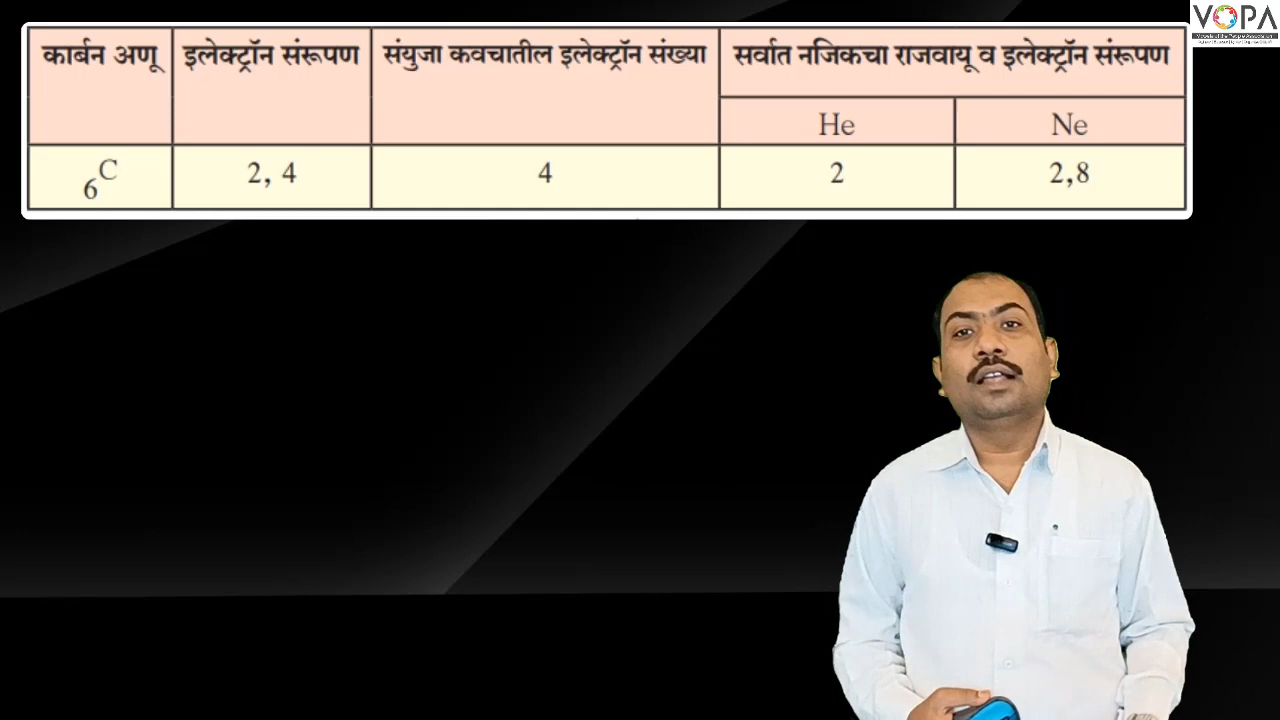 VOPA
कार्बन अणू इलेक्ट्रॉन संरूपण संयुजा कवचातील इलेक्ट्रॉन संख्या सर्वात नजिकचा राजवायू व इलेक्ट्रॉन संरूपण
He Ne
6C 2, 4 4 2 2,8